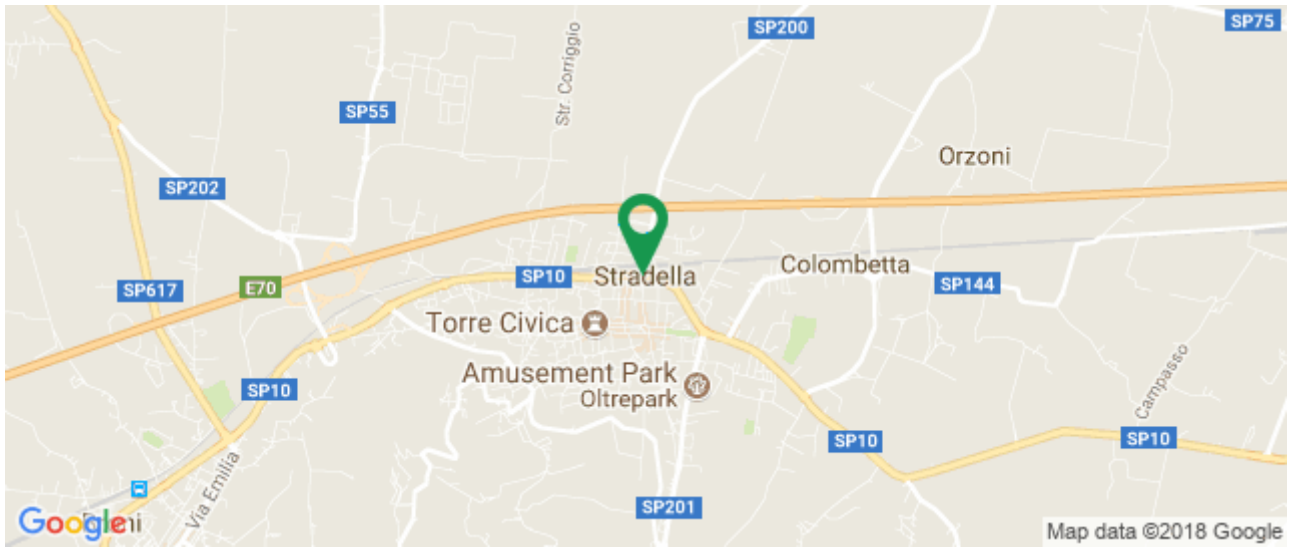 SP75
SP200
Str. Corriggio
SP55
Orzoni
SP202
Colombetta
Stradella
SP10
E70
SP617
SP144
Torre Civica
Amusement Park
Oltrepark
SP10
Campasso
SP10
SP10
Via Emilia
SP201
Google
Map data ©2018 Google